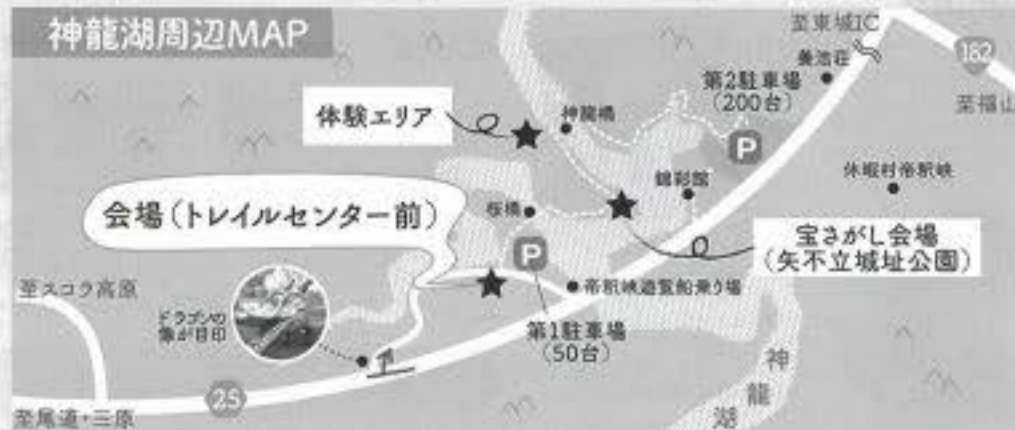 神龍湖周辺MAP
至東城IC
養浩荘
182
至福山
第2駐車場
(200台)
P
体験エリア
神龍橋
休暇村帝釈峡
錦彩館
会場(トレイルセンター前)
桜橋
P
宝さがし会場
(矢不立城址公園)
至スコラ高原
帝釈峡遊覧船乗り場
ドラゴンの
像が目印
第1駐車場
(50台)
25
至尾道・三原
神龍湖